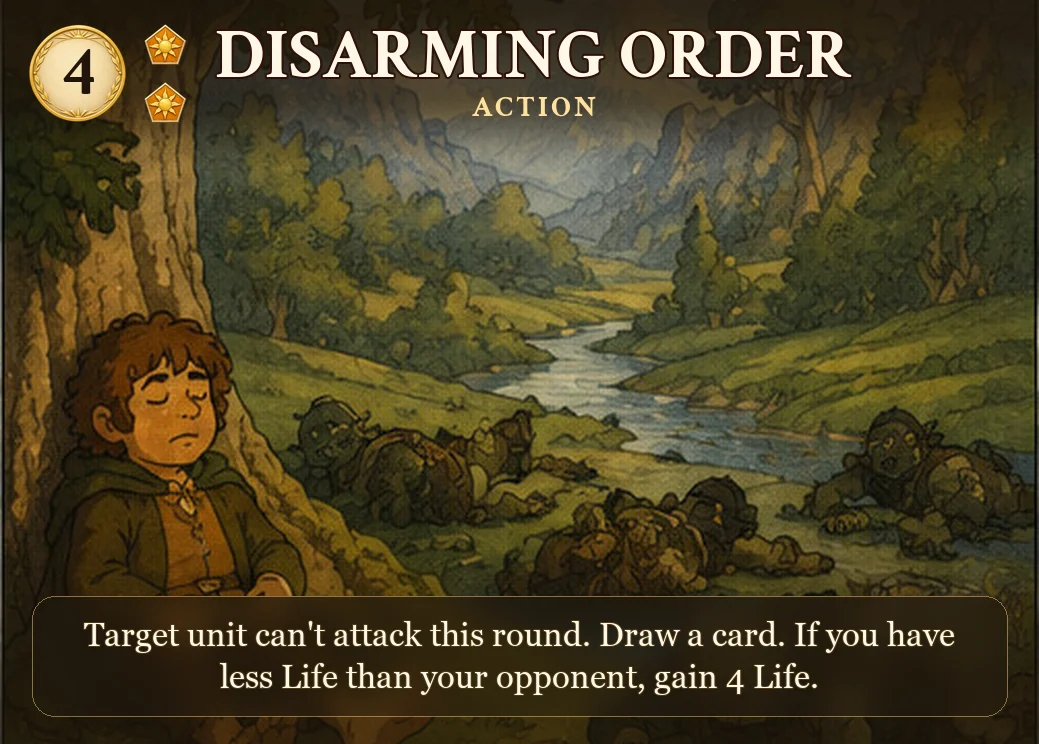 4
DISARMING ORDER
ACTION
Target unit can't attack this round. Draw a card. If you have
less Life than your opponent, gain 4 Life.